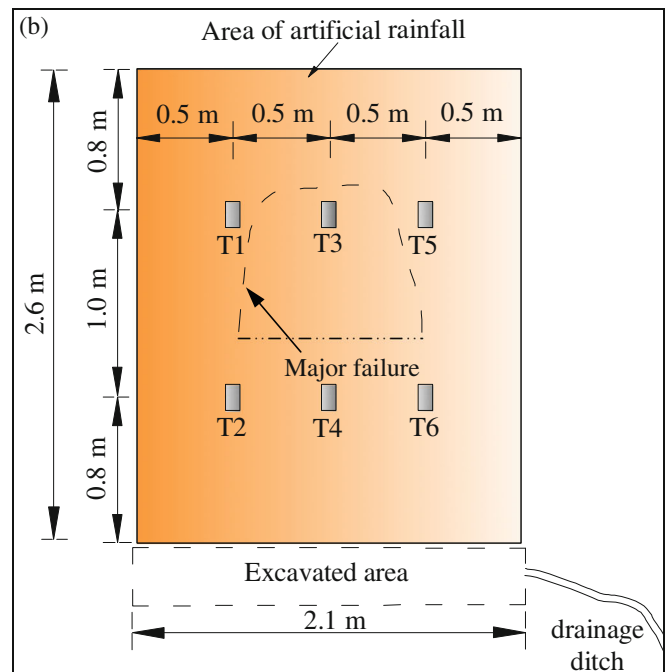 (b)
Area of artificial rainfall
0.5 m 0.5 m 0.5 m 0.5 m
0.8 m
T1 T3 T5
1.0 m
2.6 m
Major failure
T2 T4 T6
0.8 m
Excavated area
2.1 m
drainage
ditch